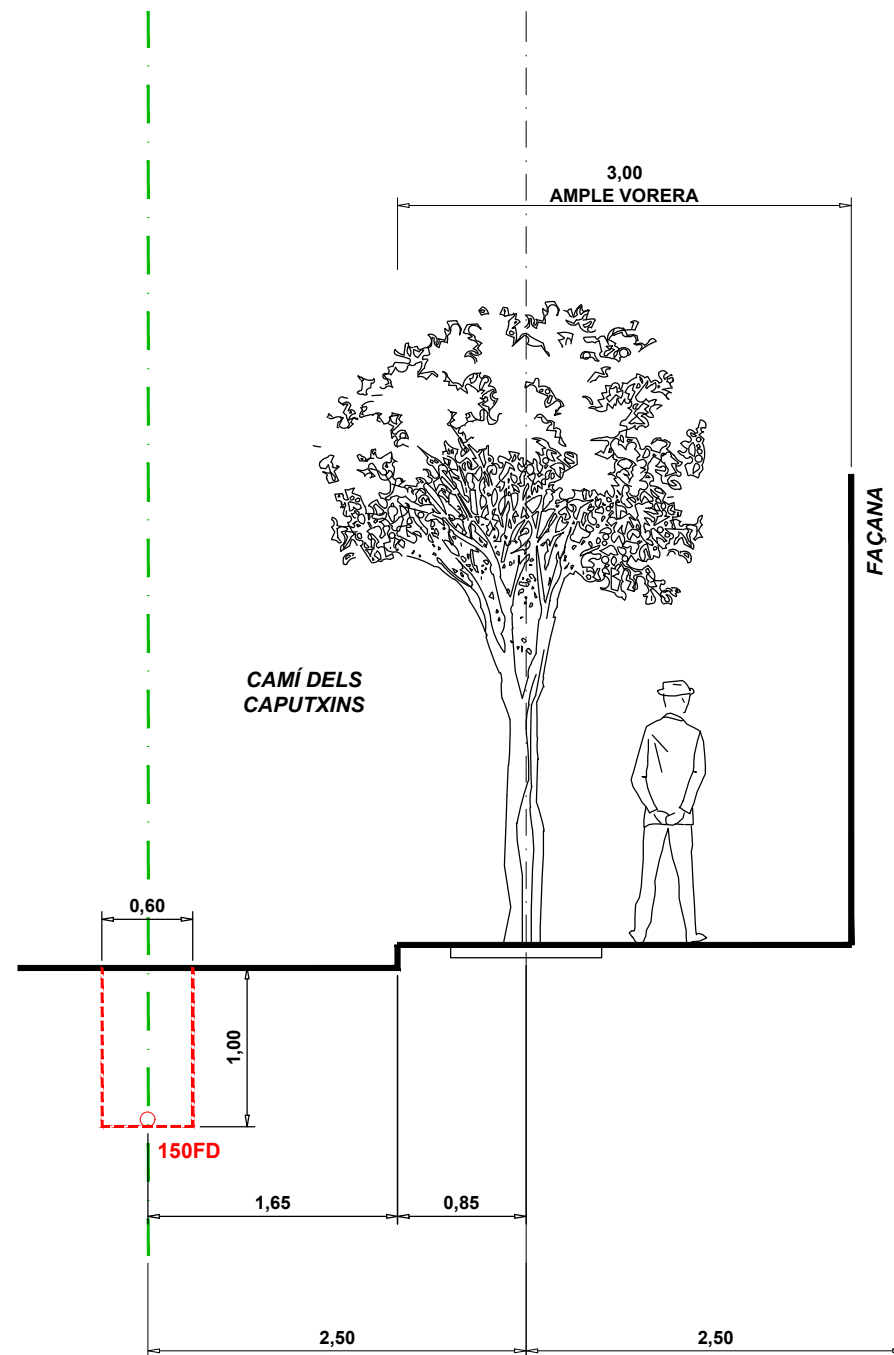 3,00
AMPLE VORERA
FAÇANA
CAMÍ DELS
CAPUTXINS
0,60
1,00
150FD
1,65
0,85
2,50
2,50